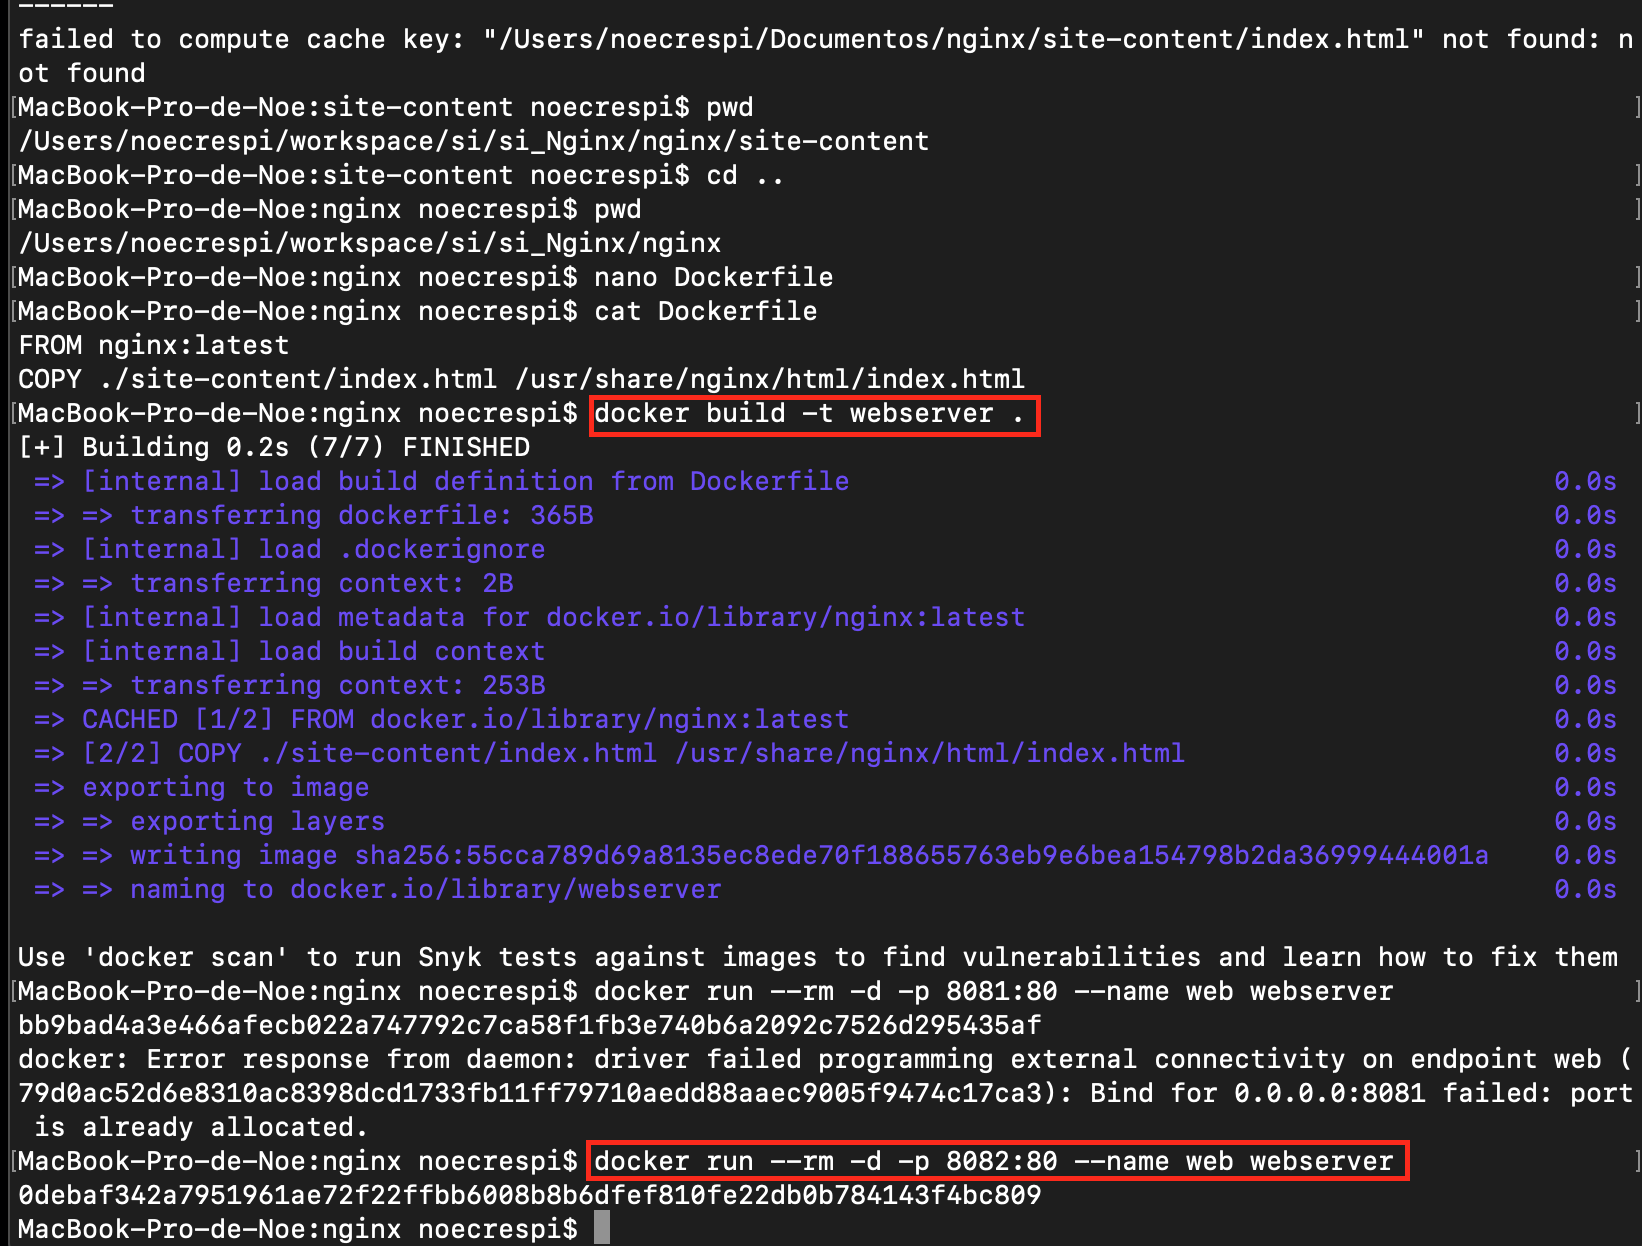 ------
failed to compute cache key: "/Users/noecrespi/Documentos/nginx/site-content/index.html" not found: n
ot found
[MacBook-Pro-de-Noe:site-content noecrespi$ pwd ]
/Users/noecrespi/workspace/si/si_Nginx/nginx/site-content
[MacBook-Pro-de-Noe:site-content noecrespi$ cd .. ]
[MacBook-Pro-de-Noe:nginx noecrespi$ pwd ]
/Users/noecrespi/workspace/si/si_Nginx/nginx
[MacBook-Pro-de-Noe:nginx noecrespi$ nano Dockerfile ]
[MacBook-Pro-de-Noe:nginx noecrespi$ cat Dockerfile ]
FROM nginx:latest
COPY ./site-content/index.html /usr/share/nginx/html/index.html
[MacBook-Pro-de-Noe:nginx noecrespi$ docker build -t webserver . ]
[+] Building 0.2s (7/7) FINISHED
=> [internal] load build definition from Dockerfile 0.0s
=> => transferring dockerfile: 365B 0.0s
=> [internal] load .dockerignore 0.0s
=> => transferring context: 2B 0.0s
=> [internal] load metadata for docker.io/library/nginx:latest 0.0s
=> [internal] load build context 0.0s
=> => transferring context: 253B 0.0s
=> CACHED [1/2] FROM docker.io/library/nginx:latest 0.0s
=> [2/2] COPY ./site-content/index.html /usr/share/nginx/html/index.html 0.0s
=> exporting to image 0.0s
=> => exporting layers 0.0s
=> => writing image sha256:55cca789d69a8135ec8ede70f188655763eb9e6bea154798b2da36999444001a 0.0s
=> => naming to docker.io/library/webserver 0.0s
Use 'docker scan' to run Snyk tests against images to find vulnerabilities and learn how to fix them
[MacBook-Pro-de-Noe:nginx noecrespi$ docker run --rm -d -p 8081:80 --name web webserver ]
bb9bad4a3e466afecb022a747792c7ca58f1fb3e740b6a2092c7526d295435af
docker: Error response from daemon: driver failed programming external connectivity on endpoint web (
79d0ac52d6e8310ac8398dcd1733fb11ff79710aedd88aaec9005f9474c17ca3): Bind for 0.0.0.0:8081 failed: port
is already allocated.
[MacBook-Pro-de-Noe:nginx noecrespi$ docker run --rm -d -p 8082:80 --name web webserver ]
0debaf342a7951961ae72f22ffbb6008b8b6dfef810fe22db0b784143f4bc809
MacBook-Pro-de-Noe:nginx noecrespi$